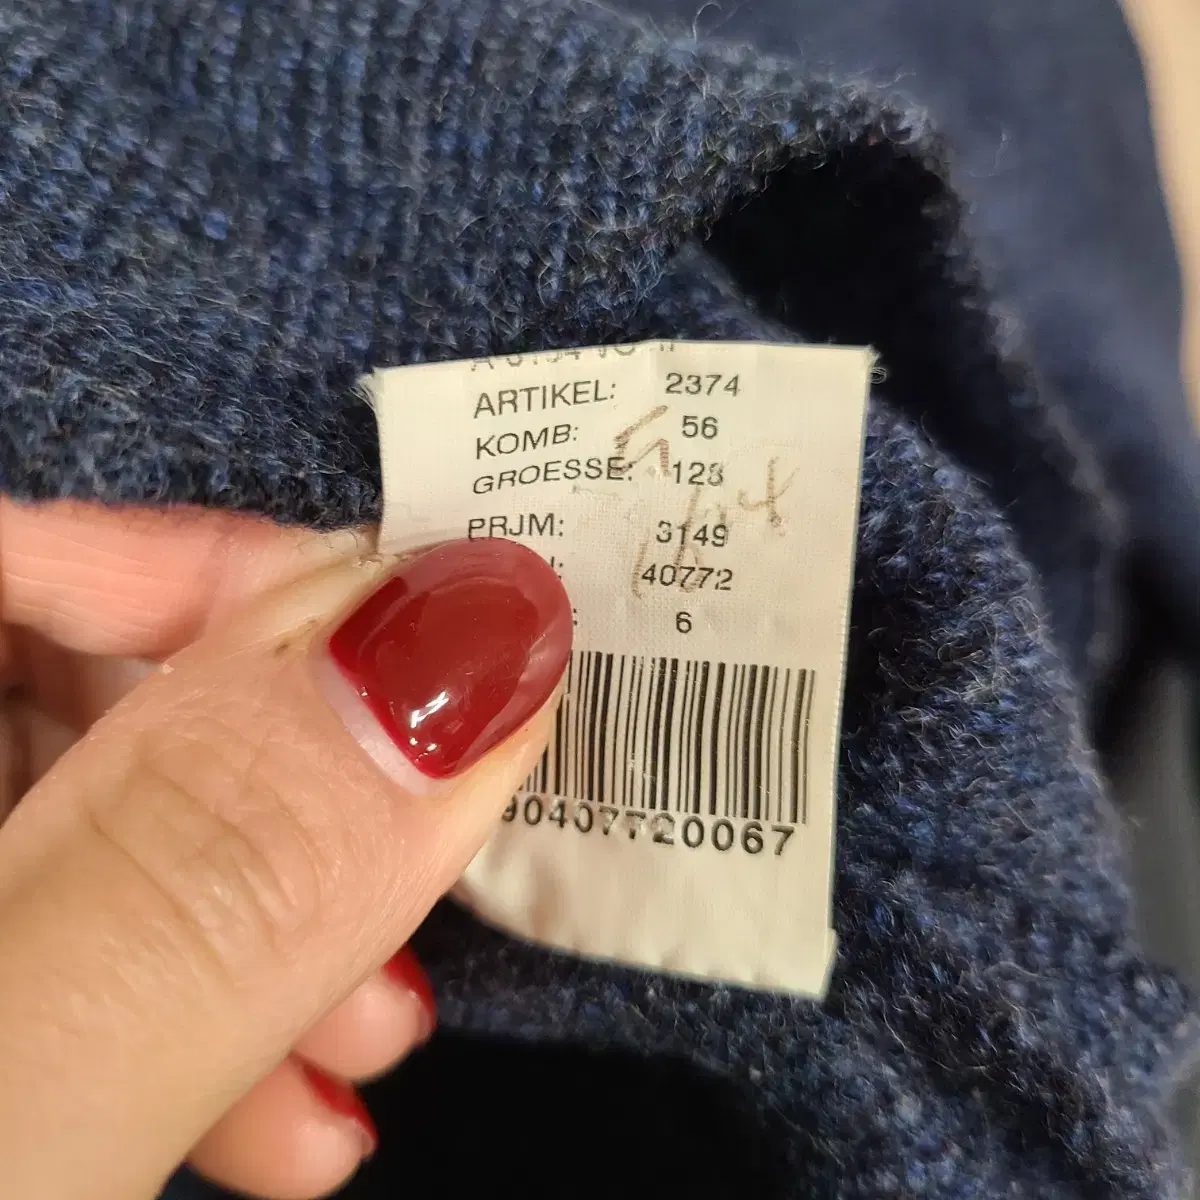 ARTIKEL: 2374
KOMB: 56
GROESSE: 128
PRJM: 3149
40772
: 6
90407720067